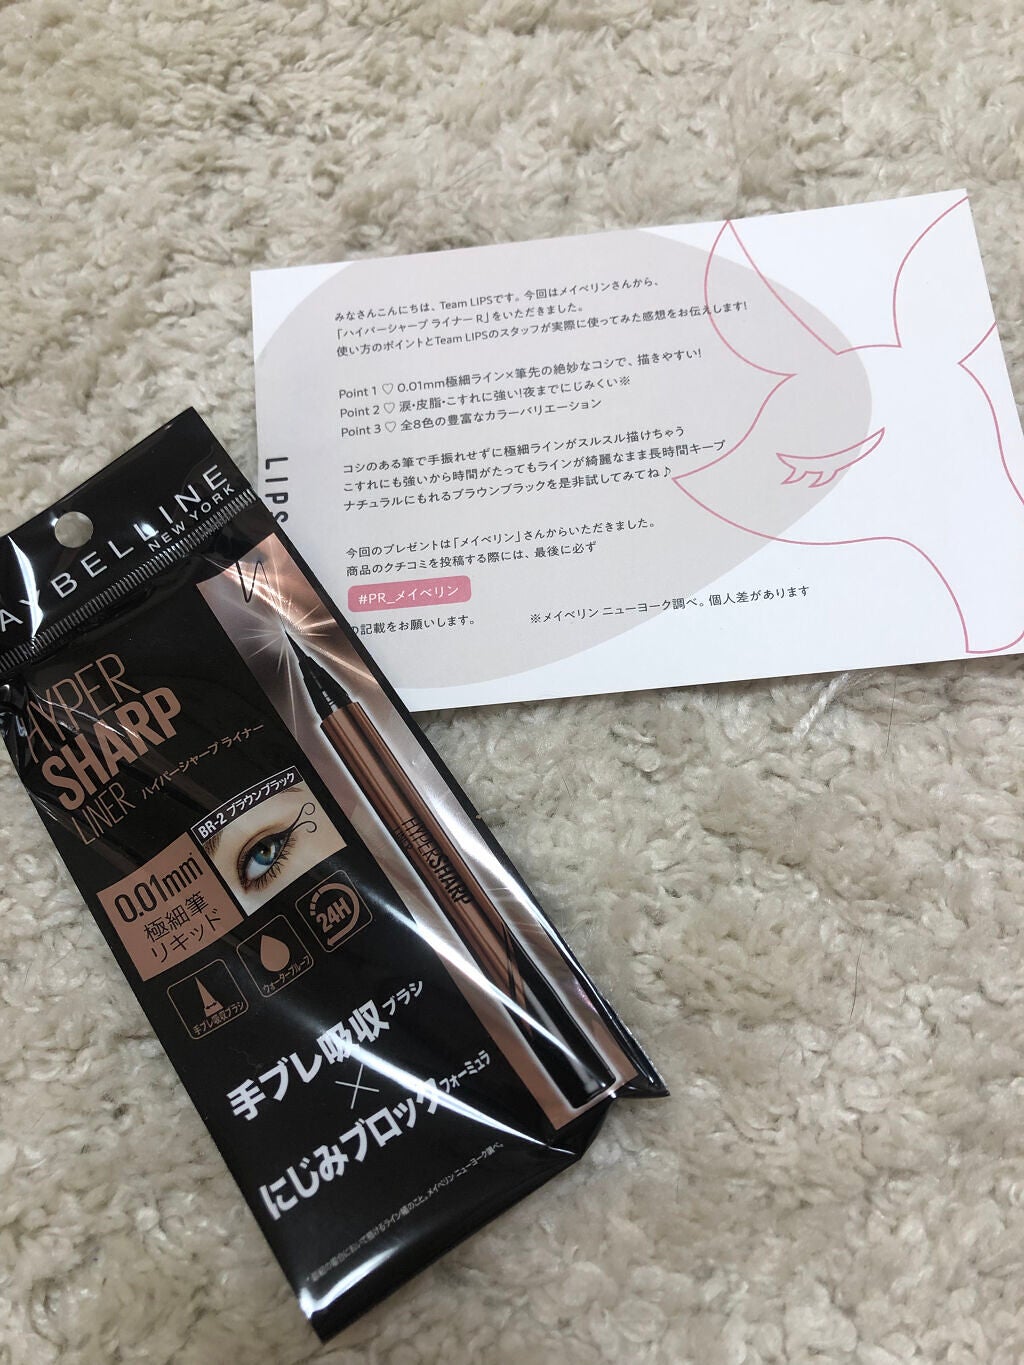 みなさんこんにちは、Team LIPSです。今回はメイベリンさんから、
「ハイパーシャープ ライナー R」をいただきました。
使い方のポイントとTeam LIPSのスタッフが実際に使ってみた感想をお伝えします!
Point 1 ♡ 0.01mm極細ライン×筆先の絶妙なコシで、描きやすい!
Point 2 ♡ 涙・皮脂・こすれに強い!夜までにじみくい※
Point 3 ♡ 全8色の豊富なカラーバリエーション
コシのある筆で手振れせずに極細ラインがスルスル描けちゃう
こすれにも強いから時間がたってもラインが綺麗なまま長時間キープ
ナチュラルにもれるブラウンブラックを是非試してみてね♪
今回のプレゼントは「メイベリン」さんからいただきました。
商品のクチコミを投稿する際には、最後に必ず
#PR_メイベリン
の記載をお願いします。
※メイベリン ニューヨーク調べ。個人差があります
LIPS
AYBELLINE
NEW YORK
HYPER
SHARP
LINER
ハイパーシャープ ライナー
BR-2 ブラウンブラック
0.01mm
極細筆
リキッド
手ブレ吸収ブラシ
ウォータープルーフ
24H
HYPER
SHARP
手ブレ吸収ブラシ
×
にじみブロックフォーミュラ